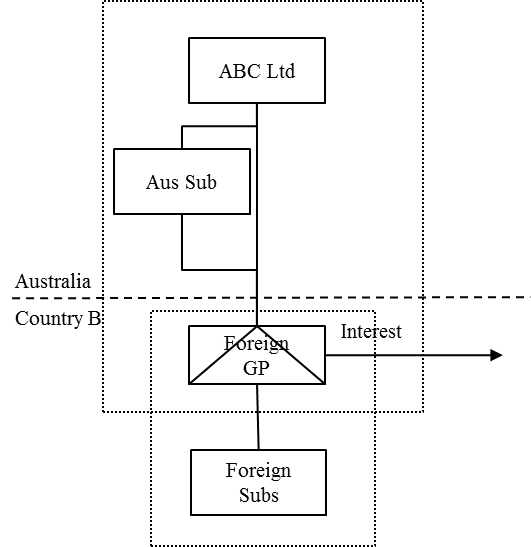 ABC Ltd
Aus Sub
Australia
Country B
Foreign
GP
Interest
Foreign
Subs